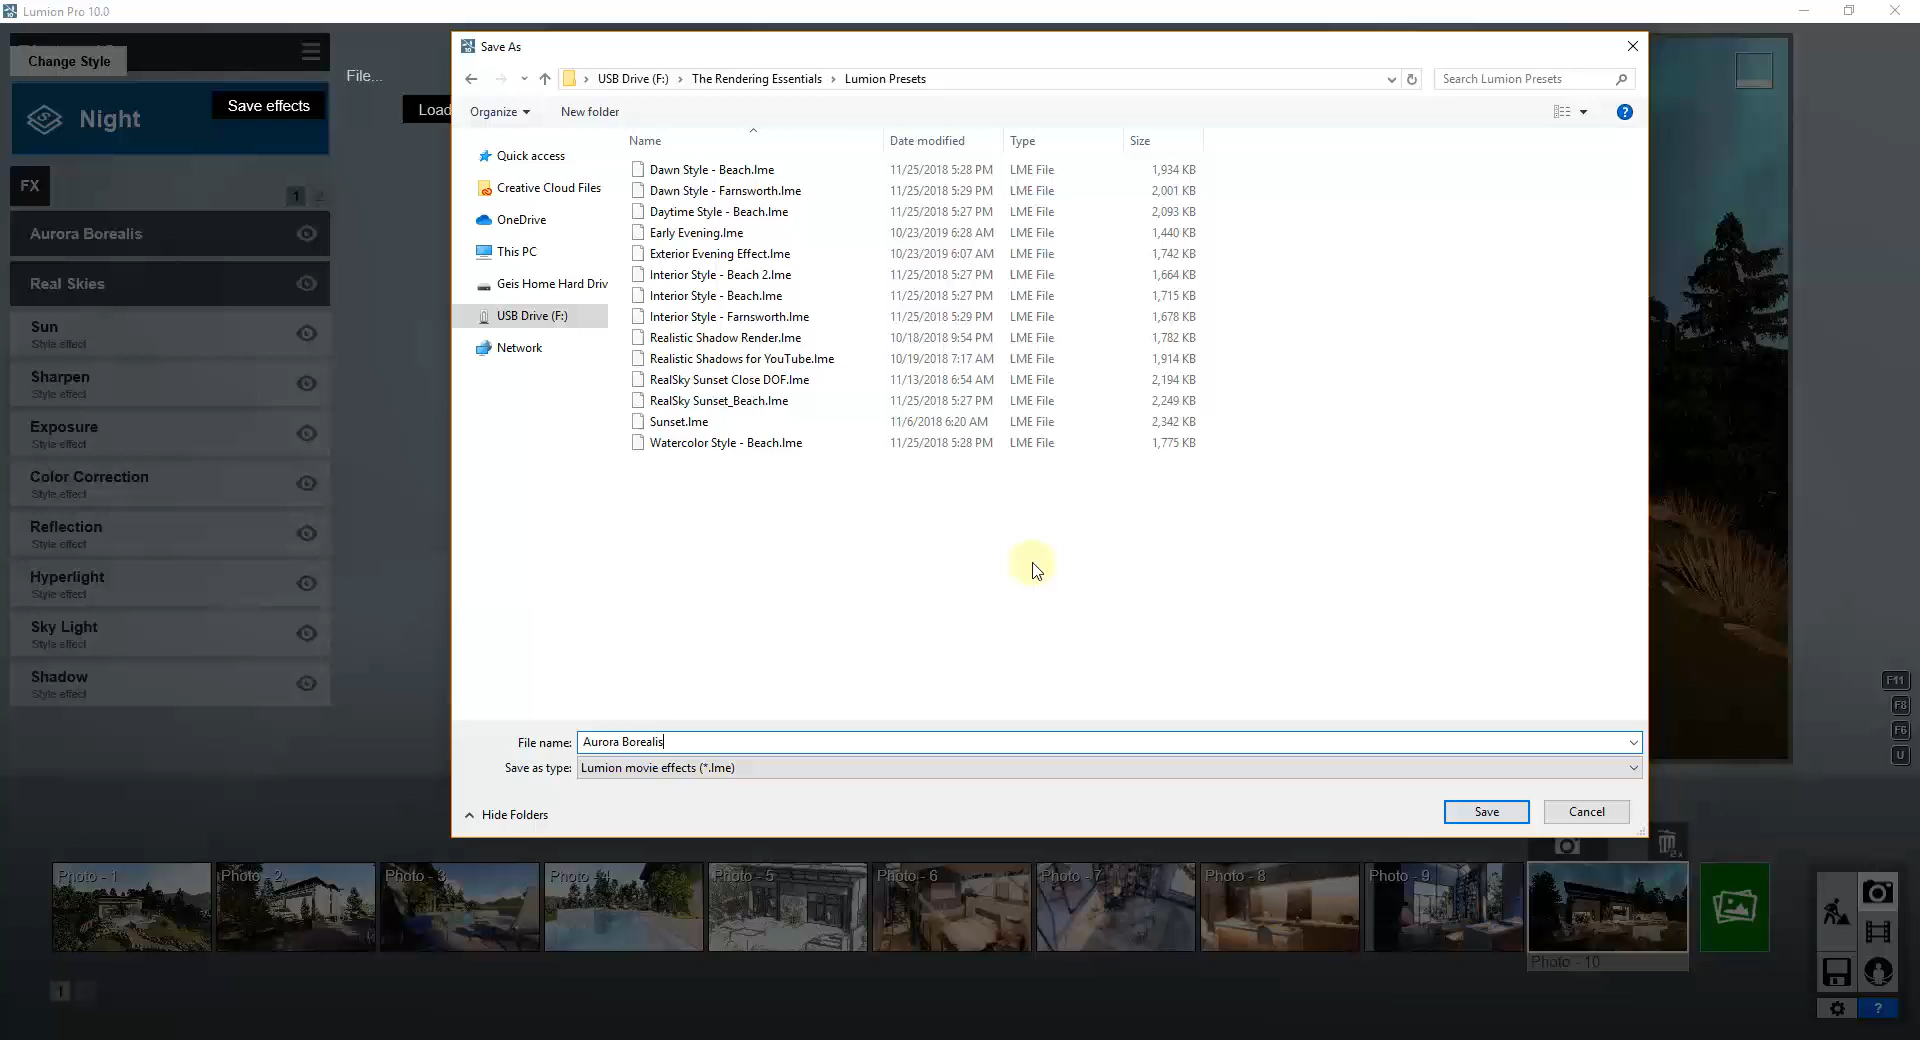 Lumion Pro 10.0
Change Style
File...
Night
Save effects
Load
FX
1 2
Aurora Borealis
Real Skies
Sun
Style effect
Sharpen
Style effect
Exposure
Style effect
Color Correction
Style effect
Reflection
Style effect
Hyperlight
Style effect
Sky Light
Style effect
Shadow
Style effect
Save As
USB Drive (F:) › The Rendering Essentials › Lumion Presets
Search Lumion Presets
Organize
New folder
?
Quick access
Creative Cloud Files
OneDrive
This PC
Geis Home Hard Driv
USB Drive (F:)
Network
Name Date modified Type Size
Dawn Style - Beach.lme 11/25/2018 5:28 PM LME File 1,934 KB
Dawn Style - Farnsworth.lme 11/25/2018 5:29 PM LME File 2,001 KB
Daytime Style - Beach.lme 11/25/2018 5:27 PM LME File 2,093 KB
Early Evening.lme 10/23/2019 6:28 AM LME File 1,440 KB
Exterior Evening Effect.lme 10/23/2019 6:07 AM LME File 1,742 KB
Interior Style - Beach 2.lme 11/25/2018 5:27 PM LME File 1,664 KB
Interior Style - Beach.lme 11/25/2018 5:27 PM LME File 1,715 KB
Interior Style - Farnsworth.lme 11/25/2018 5:29 PM LME File 1,678 KB
Realistic Shadow Render.lme 10/18/2018 9:54 PM LME File 1,782 KB
Realistic Shadows for YouTube.lme 10/19/2018 7:17 AM LME File 1,914 KB
RealSky Sunset Close DOF.lme 11/13/2018 6:54 AM LME File 2,194 KB
RealSky Sunset_Beach.lme 11/25/2018 5:27 PM LME File 2,249 KB
Sunset.lme 11/6/2018 6:20 AM LME File 2,342 KB
Watercolor Style - Beach.lme 11/25/2018 5:28 PM LME File 1,775 KB
File name: Aurora Borealis
Save as type: Lumion movie effects (*.lme)
Hide Folders
Save
Cancel
F11
F8
F6
U
Photo - 1
Photo - 2
Photo - 3
Photo - 4
Photo - 5
Photo - 6
Photo - 7
Photo - 8
Photo - 9
Photo - 10
2x
1
?